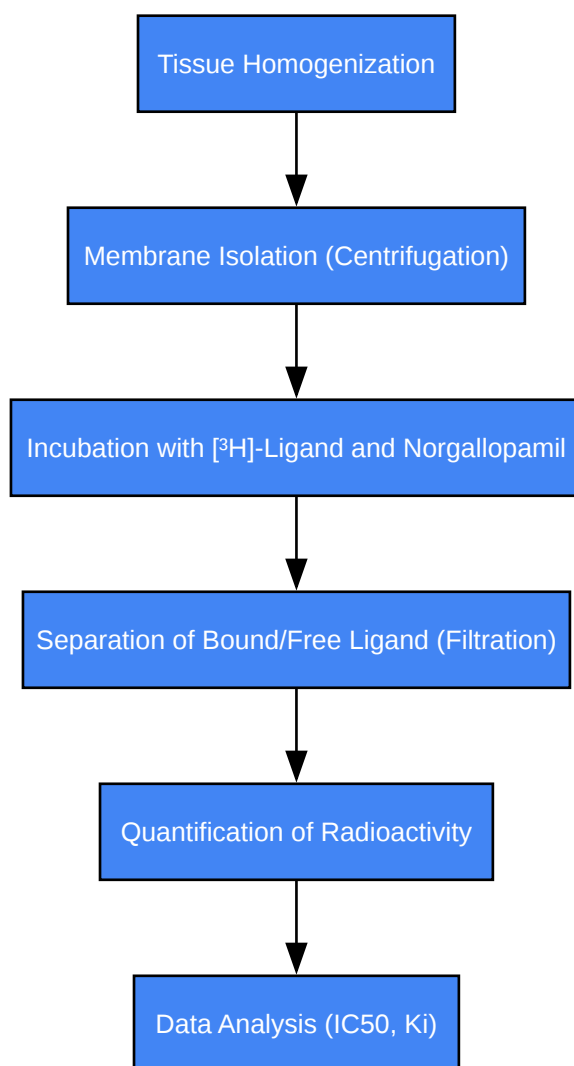 Tissue Homogenization
Membrane Isolation (Centrifugation)
Incubation with [³H]-Ligand and Norgallopamil
Separation of Bound/Free Ligand (Filtration)
Quantification of Radioactivity
Data Analysis (IC50, Ki)